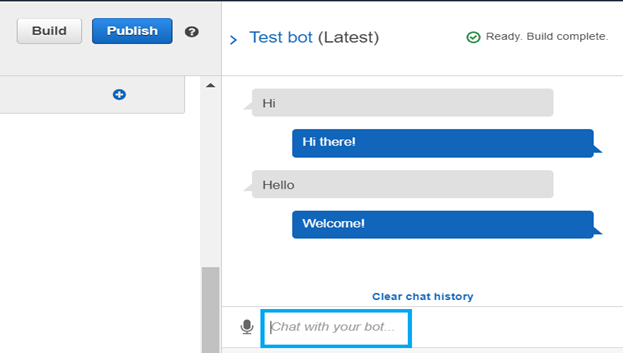 Build
Publish
?
Test bot (Latest)
Ready. Build complete.
Hi
Hi there!
Hello
Welcome!
Clear chat history
Chat with your bot...